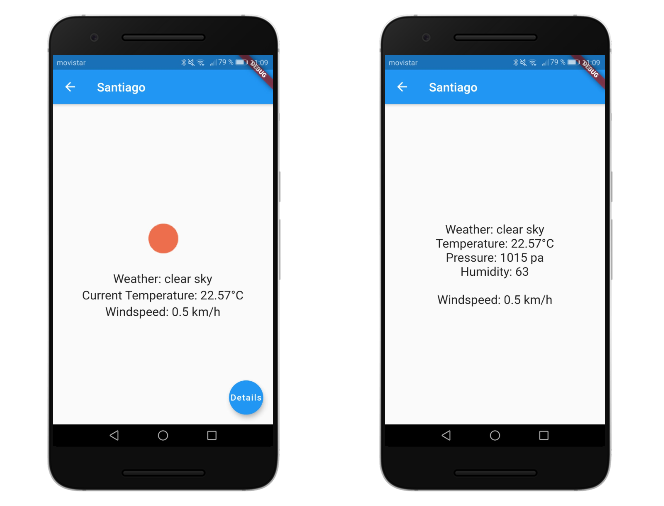 movistar
79 % 21:09
DEBUG
Santiago
Weather: clear sky
Current Temperature: 22.57°C
Windspeed: 0.5 km/h
Details
movistar
79 % 21:09
DEBUG
Santiago
Weather: clear sky
Temperature: 22.57°C
Pressure: 1015 pa
Humidity: 63
Windspeed: 0.5 km/h